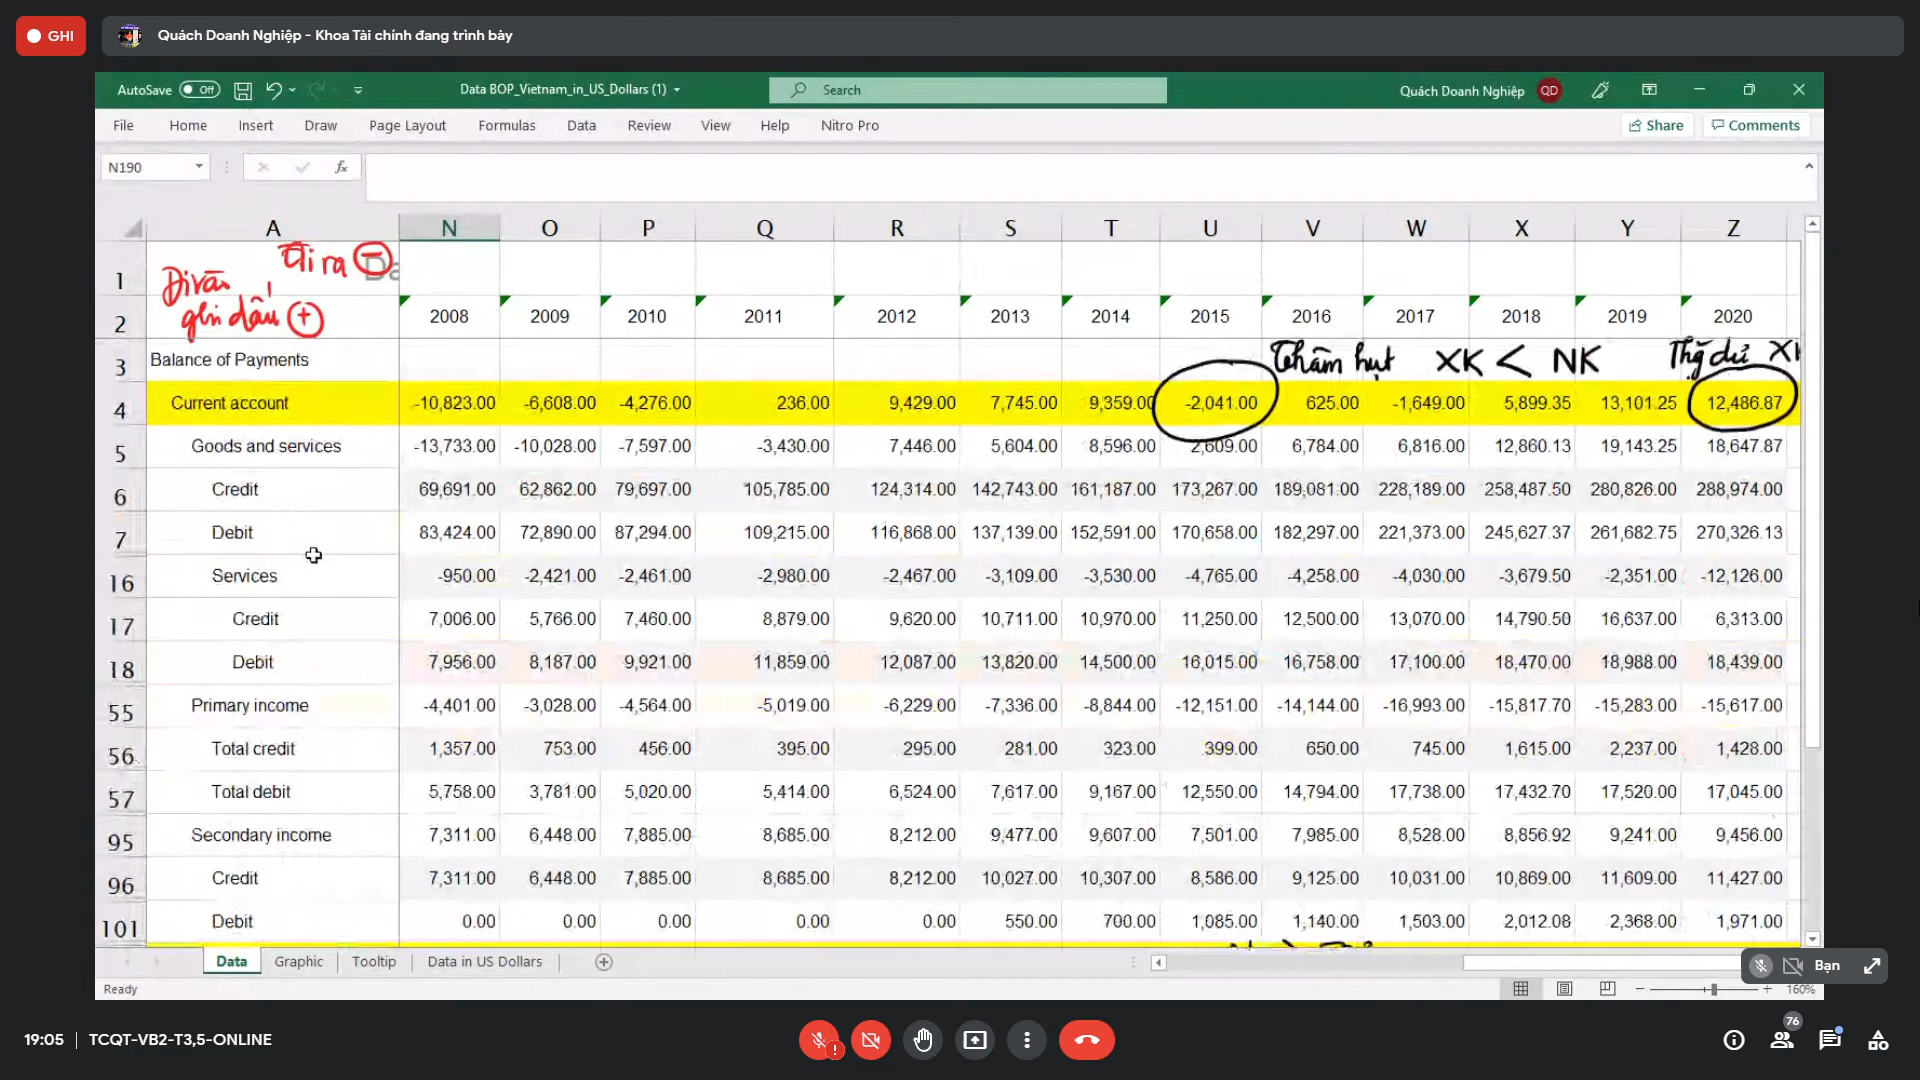 GHI
Quách Doanh Nghiệp - Khoa Tài chính đang trình bày
AutoSave Off
Data BOP_Vietnam_in_US_Dollars (1)
Search
Quách Doanh Nghiệp QD
File Home Insert Draw Page Layout Formulas Data Review View Help Nitro Pro
Share Comments
N190 fx
A N O P Q R S T U V W X Y Z
Đi ra −
Đi vào
ghi dấu +
1 Da
2 2008 2009 2010 2011 2012 2013 2014 2015 2016 2017 2018 2019 2020
3 Balance of Payments
Thâm hụt XK < NK
Thặng dư
4 Current account -10,823.00 -6,608.00 -4,276.00 236.00 9,429.00 7,745.00 9,359.00 -2,041.00 625.00 -1,649.00 5,899.35 13,101.25 12,486.87
5 Goods and services -13,733.00 -10,028.00 -7,597.00 -3,430.00 7,446.00 5,604.00 8,596.00 2,609.00 6,784.00 6,816.00 12,860.13 19,143.25 18,647.87
6 Credit 69,691.00 62,862.00 79,697.00 105,785.00 124,314.00 142,743.00 161,187.00 173,267.00 189,081.00 228,189.00 258,487.50 280,826.00 288,974.00
7 Debit 83,424.00 72,890.00 87,294.00 109,215.00 116,868.00 137,139.00 152,591.00 170,658.00 182,297.00 221,373.00 245,627.37 261,682.75 270,326.13
16 Services -950.00 -2,421.00 -2,461.00 -2,980.00 -2,467.00 -3,109.00 -3,530.00 -4,765.00 -4,258.00 -4,030.00 -3,679.50 -2,351.00 -12,126.00
17 Credit 7,006.00 5,766.00 7,460.00 8,879.00 9,620.00 10,711.00 10,970.00 11,250.00 12,500.00 13,070.00 14,790.50 16,637.00 6,313.00
18 Debit 7,956.00 8,187.00 9,921.00 11,859.00 12,087.00 13,820.00 14,500.00 16,015.00 16,758.00 17,100.00 18,470.00 18,988.00 18,439.00
55 Primary income -4,401.00 -3,028.00 -4,564.00 -5,019.00 -6,229.00 -7,336.00 -8,844.00 -12,151.00 -14,144.00 -16,993.00 -15,817.70 -15,283.00 -15,617.00
56 Total credit 1,357.00 753.00 456.00 395.00 295.00 281.00 323.00 399.00 650.00 745.00 1,615.00 2,237.00 1,428.00
57 Total debit 5,758.00 3,781.00 5,020.00 5,414.00 6,524.00 7,617.00 9,167.00 12,550.00 14,794.00 17,738.00 17,432.70 17,520.00 17,045.00
95 Secondary income 7,311.00 6,448.00 7,885.00 8,685.00 8,212.00 9,477.00 9,607.00 7,501.00 7,985.00 8,528.00 8,856.92 9,241.00 9,456.00
96 Credit 7,311.00 6,448.00 7,885.00 8,685.00 8,212.00 10,027.00 10,307.00 8,586.00 9,125.00 10,031.00 10,869.00 11,609.00 11,427.00
101 Debit 0.00 0.00 0.00 0.00 0.00 550.00 700.00 1,085.00 1,140.00 1,503.00 2,012.08 2,368.00 1,971.00
Data Graphic Tooltip Data in US Dollars
Bạn
Ready 160%
19:05 TCQT-VB2-T3,5-ONLINE
76